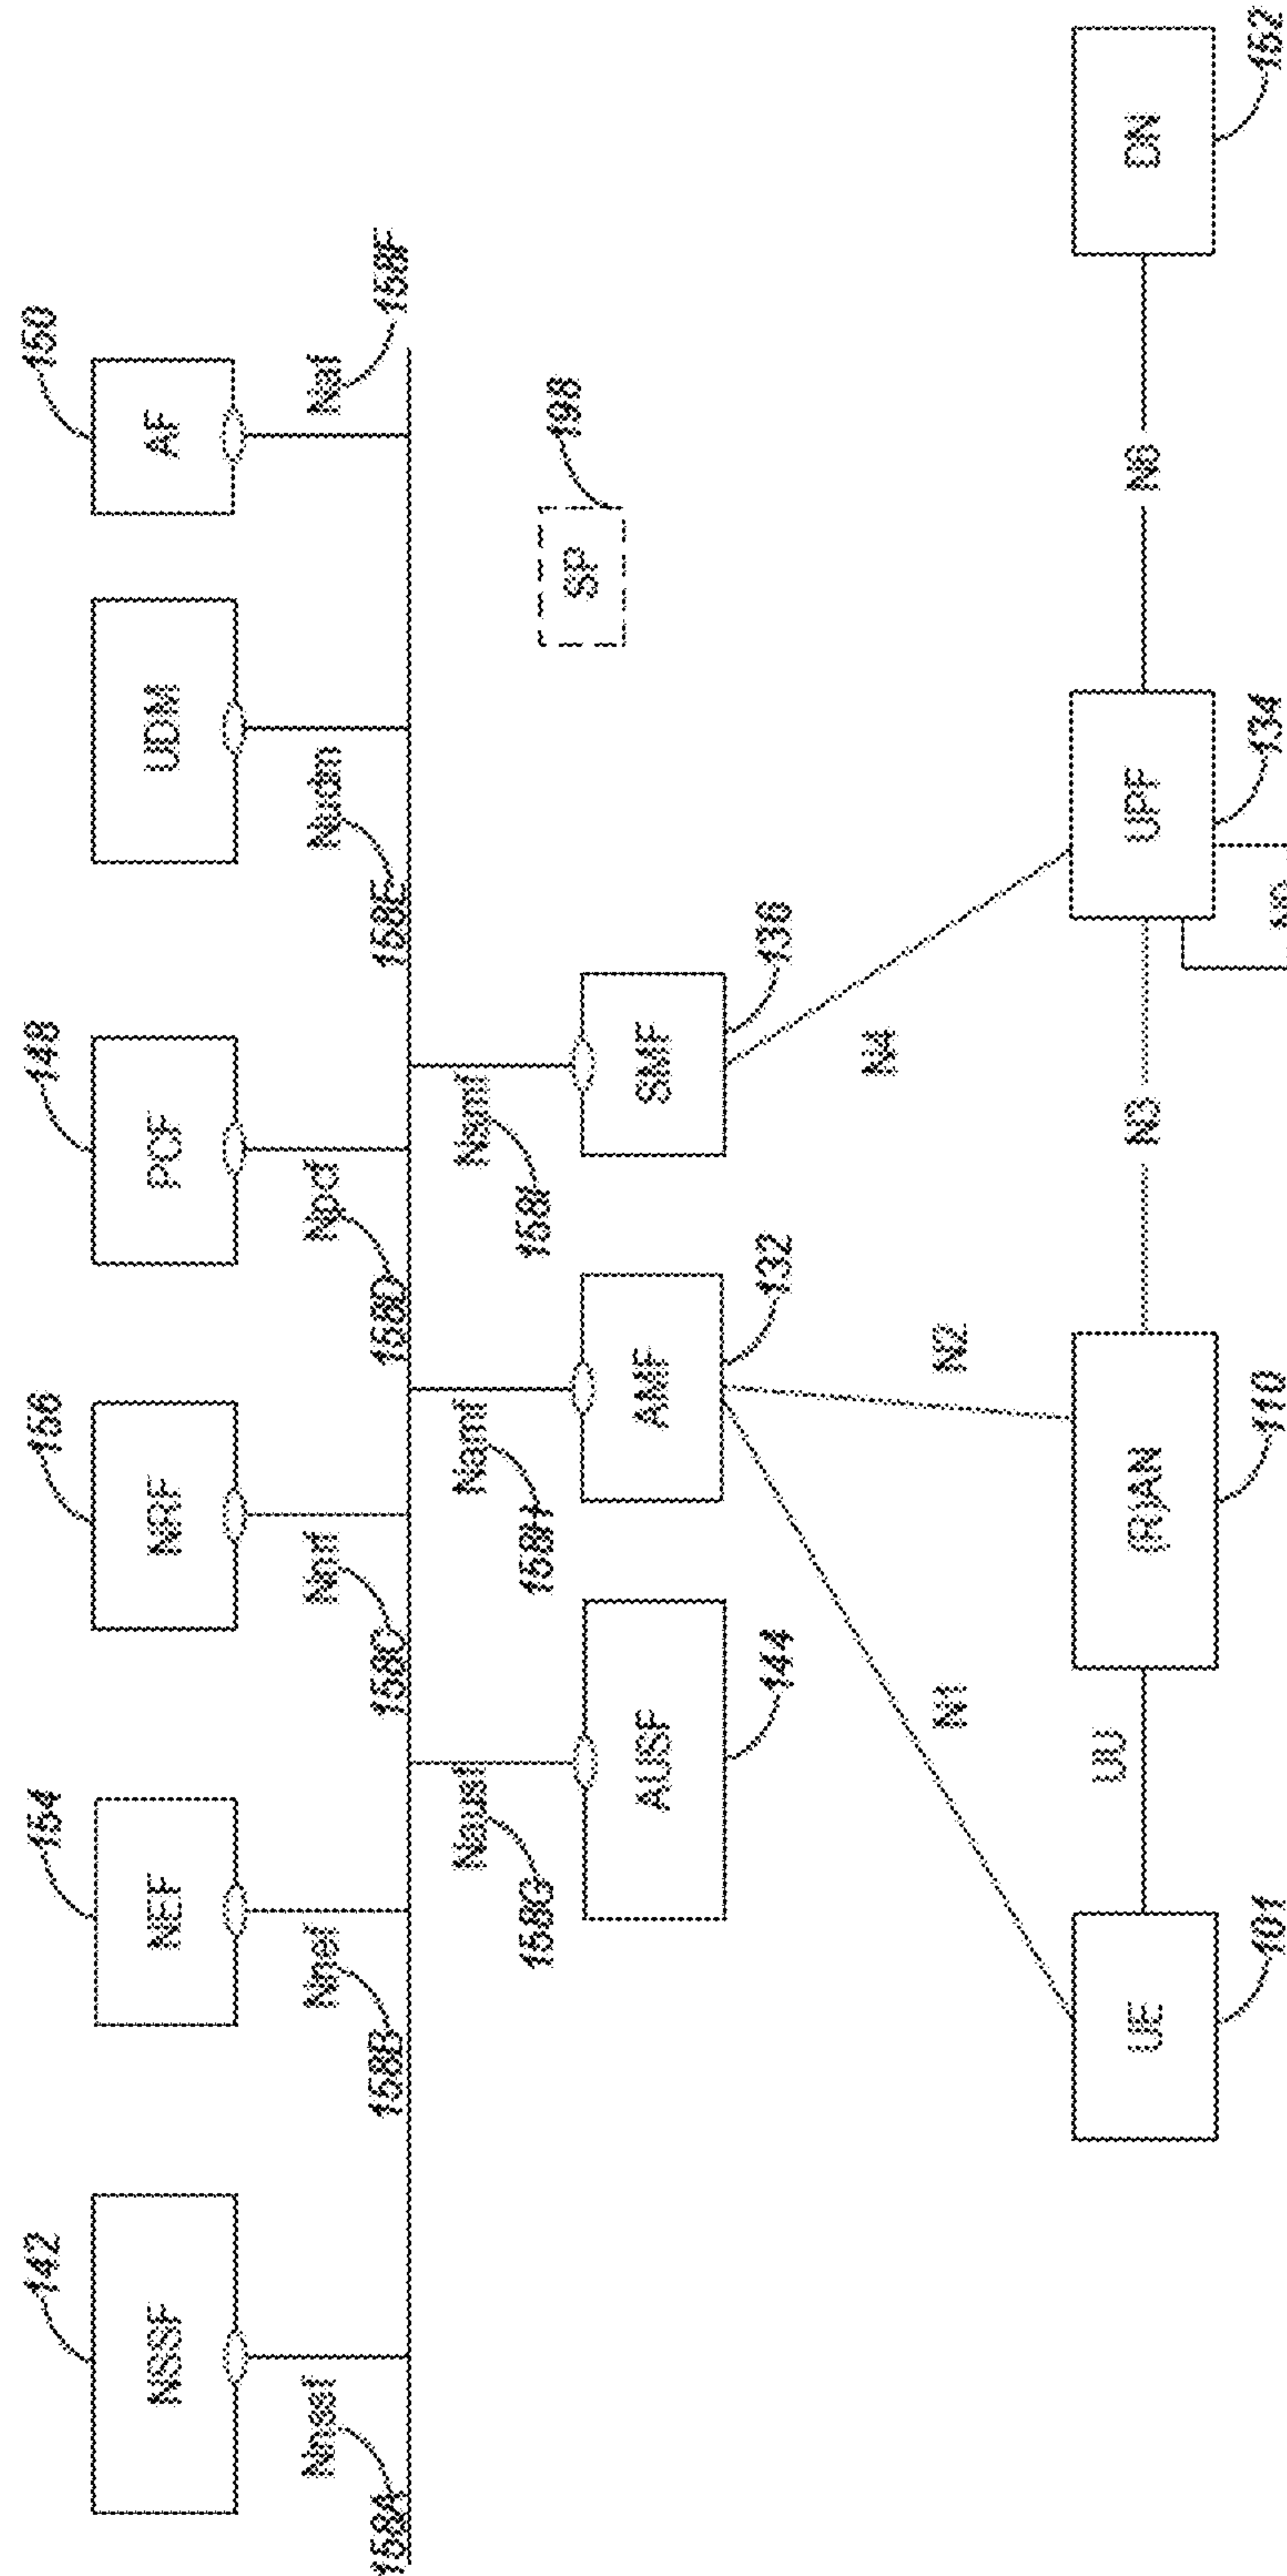 142 154 156 148 150
NSSF NEF NRF PCF UDM AF
Nnssf Nnef Nnrf Npcf Nudm Naf
158A 158B 158C 158D 158E 158F
Nausf Namf Nsmf
158G 158H 158I 198
AUSF AMF SMF SP
144 132 136
N4
N1 N2
UU
UE (R)AN N3 UPF N6 DN
101 110 134 152